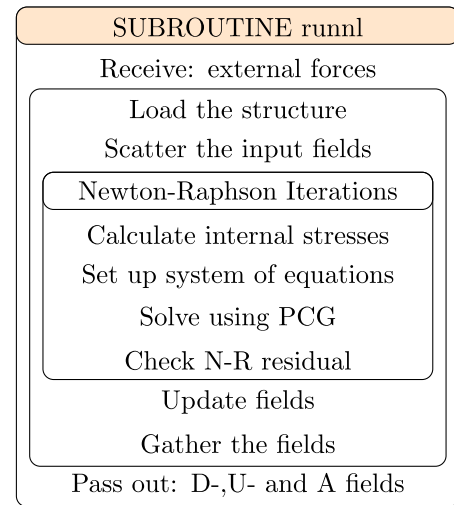 SUBROUTINE runnl
Receive: external forces
Load the structure
Scatter the input fields
Newton-Raphson Iterations
Calculate internal stresses
Set up system of equations
Solve using PCG
Check N-R residual
Update fields
Gather the fields
Pass out: D-,U- and A fields